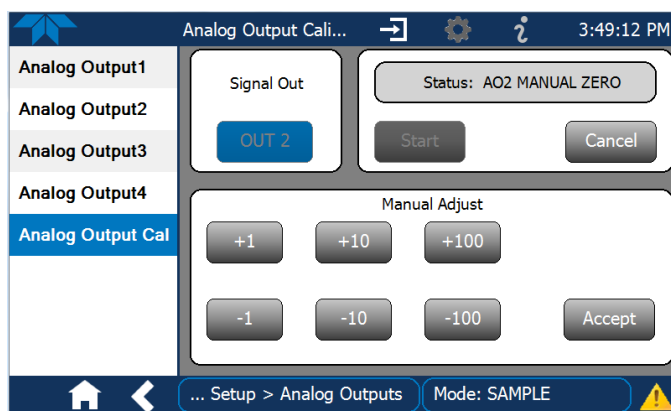 Analog Output Cali... 3:49:12 PM
Analog Output1
Analog Output2
Analog Output3
Analog Output4
Analog Output Cal
Signal Out
OUT 2
Status: AO2 MANUAL ZERO
Start Cancel
Manual Adjust
+1 +10 +100
-1 -10 -100 Accept
... Setup > Analog Outputs Mode: SAMPLE